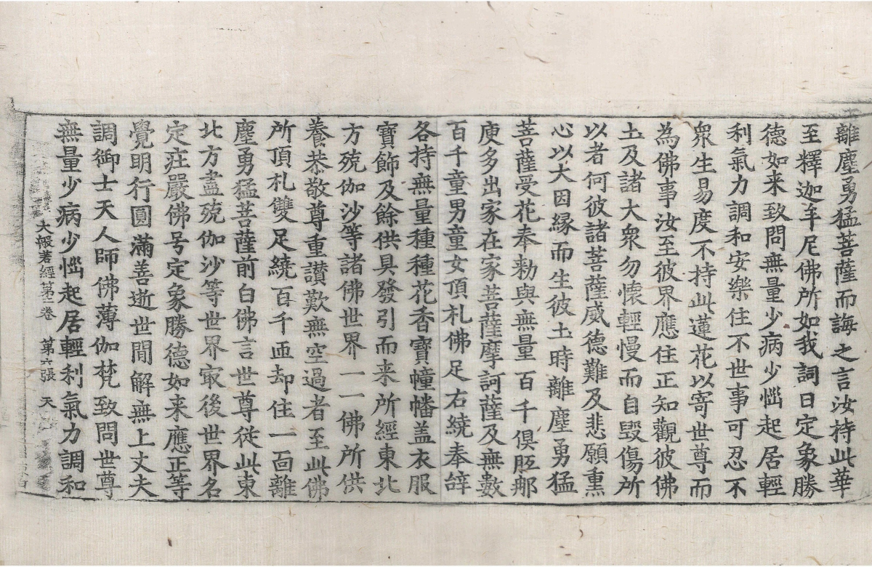 離塵勇猛菩薩而誨之言汝持此華
至釋迦牟尼佛所如我詞曰定象勝
德如来致問無量少病少惱起居輕
利氣力調和安樂住不世事可忍不
衆生易度不持此蓮花以寄世尊而
為佛事汝至彼界應住正知觀彼佛
土及諸大衆勿懷輕慢而自毁傷所
以者何彼諸菩薩威德難及悲願熏
心以大因緣而生彼土時離塵勇猛
菩薩受花奉勅與無量百千俱胝那
庾多出家在家菩薩摩訶薩及無數
百千童男童女頂礼佛足右繞奉辝
各持無量種種花香寶幢幡盖衣服
寶飾及餘供具發引而来所經東北
方殑伽沙等諸佛世界一一佛所供
養恭敬尊重讚歎無空過者至此佛
所頂礼雙足繞百千帀却住一面離
塵勇猛菩薩前白佛言世尊從此東
北方盡殑伽沙等世界冣後世界名
定莊嚴佛号定象勝德如来應正等
覺明行圓滿善逝世間解無上丈夫
調御士天人師佛薄伽梵致問世尊
無量少病少惱起居輕利氣力調和
大般若經第二卷 第六張 天